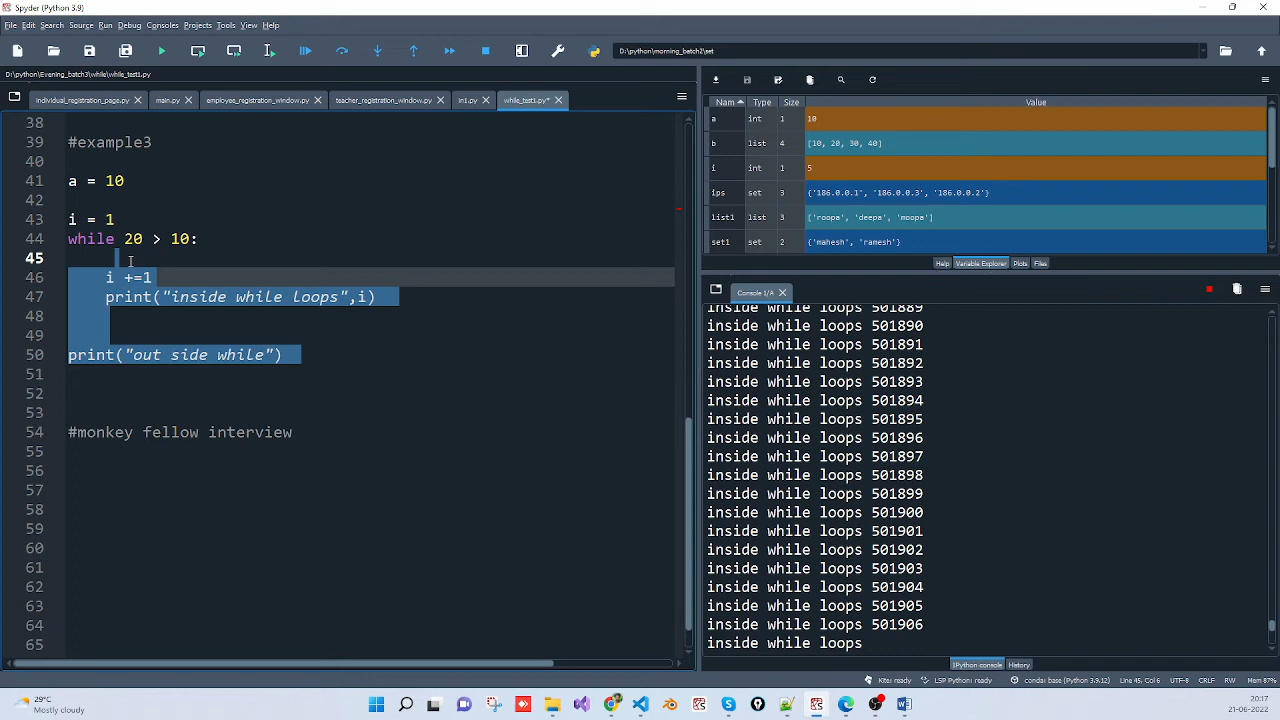 Spyder (Python 3.9)
File Edit Search Source Run Debug Consoles Projects Tools View Help
D:\python\morning_batch2\set
D:\python\Evening_batch3\while\while_test1.py
individual_registration_page.py
main.py
employee_registration_window.py
teacher_registration_window.py
in1.py
while_test1.py*
38
39 #example3
40
41 a = 10
42
43 i = 1
44 while 20 > 10:
45
46 i +=1
47 print("inside while loops",i)
48
49
50 print("out side while")
51
52
53
54 #monkey fellow interview
55
56
57
58
59
60
61
62
63
64
65
Nam Type Size Value
a int 1 10
b list 4 [10, 20, 30, 40]
i int 1 5
ips set 3 {'186.0.0.1', '186.0.0.3', '186.0.0.2'}
list1 list 3 ['roopa', 'deepa', 'moopa']
set1 set 2 {'mahesh', 'ramesh'}
Help Variable Explorer Plots Files
Console 1/A
inside while loops 501889
inside while loops 501890
inside while loops 501891
inside while loops 501892
inside while loops 501893
inside while loops 501894
inside while loops 501895
inside while loops 501896
inside while loops 501897
inside while loops 501898
inside while loops 501899
inside while loops 501900
inside while loops 501901
inside while loops 501902
inside while loops 501903
inside while loops 501904
inside while loops 501905
inside while loops 501906
inside while loops
IPython console History
Kite: ready LSP Python: ready conda: base (Python 3.9.12) Line 45, Col 6 UTF-8 CRLF RW Mem 87%
29°C
Mostly cloudy
20:17
21-06-2022